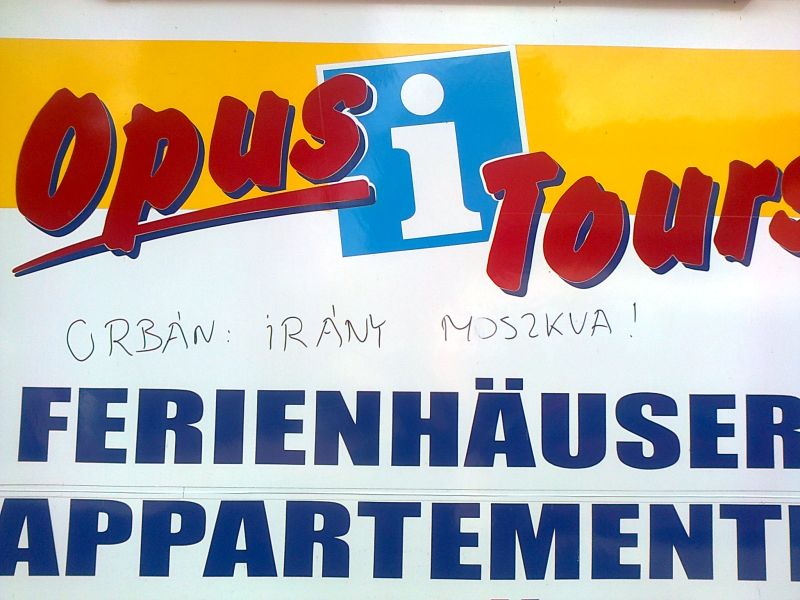 Opus i Tours
ORBÁN: IRÁNY MOSZKVA!
FERIENHÄUSER
APPARTEMENT